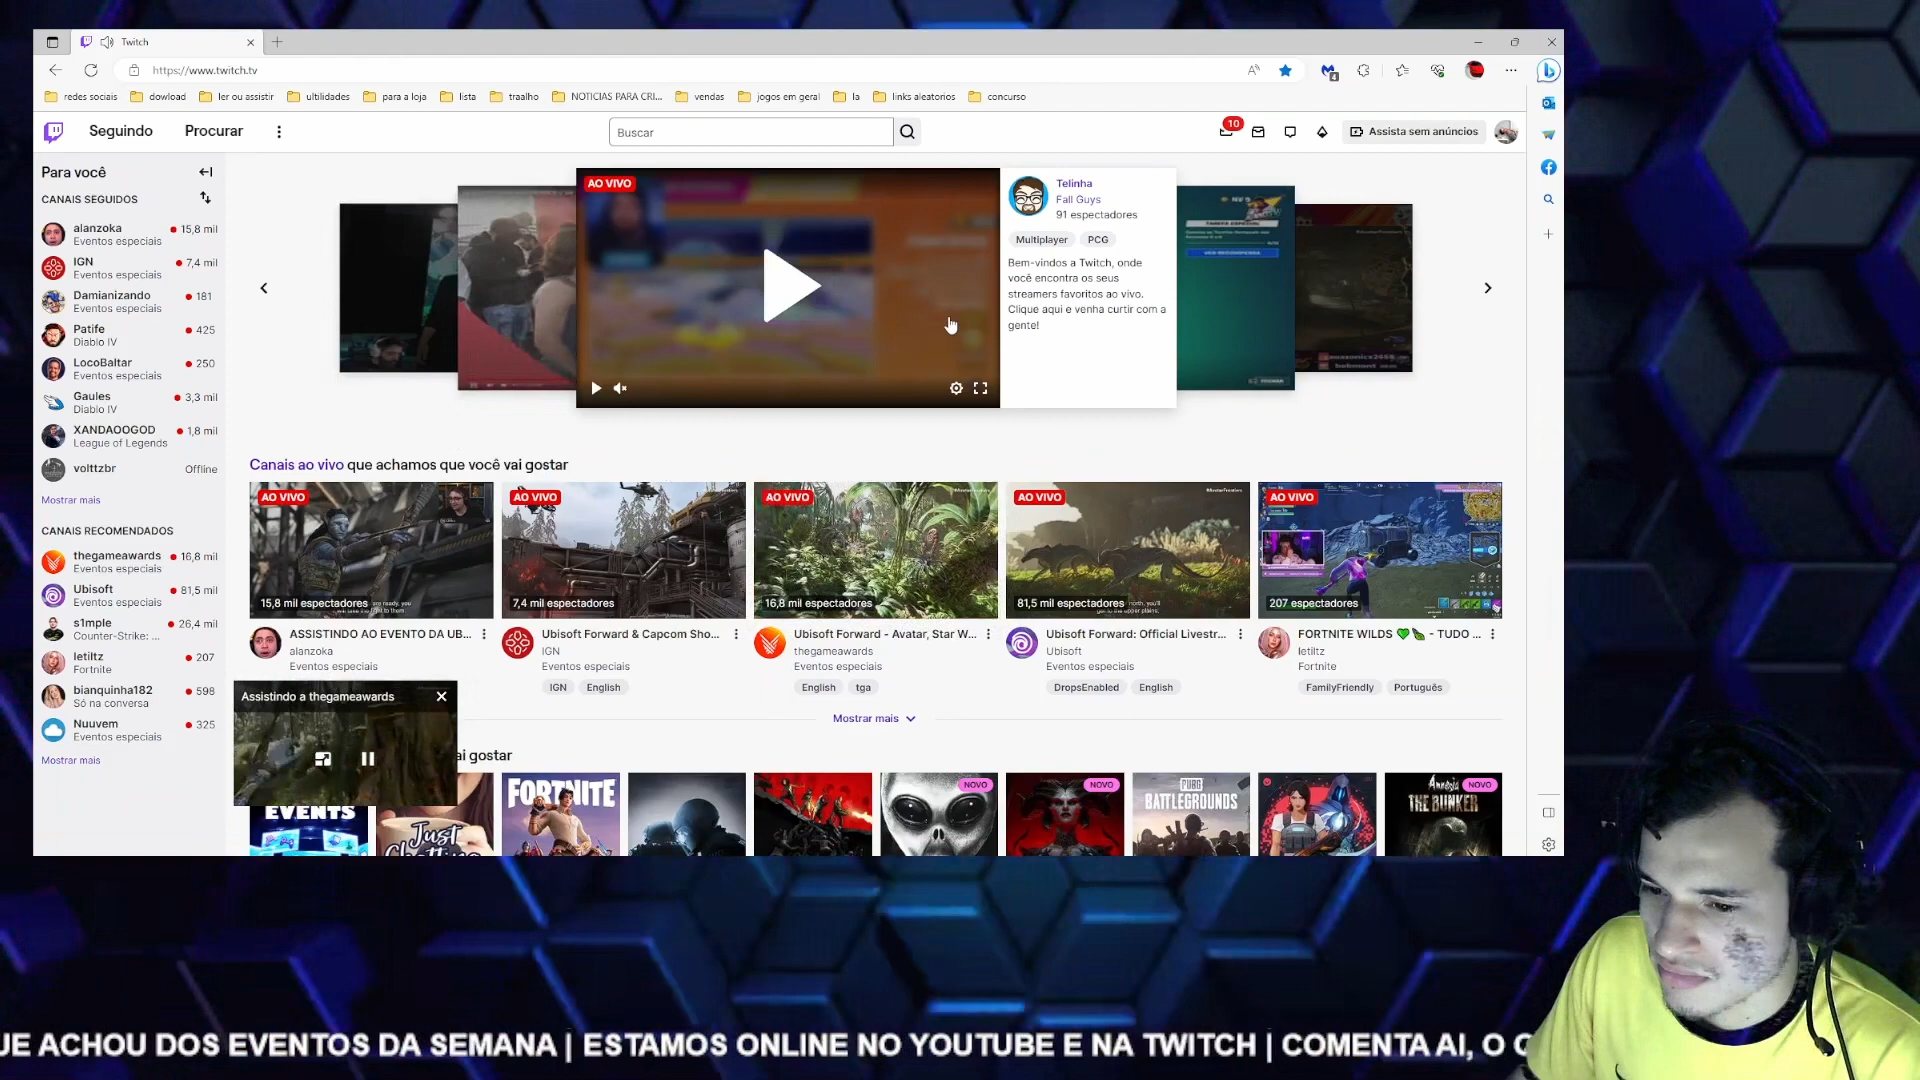 Twitch
https://www.twitch.tv
redes sociais
dowload
ler ou assistir
ultilidades
para a loja
lista
traalho
NOTICIAS PARA CRI...
vendas
jogos em geral
la
links aleatorios
concurso
Seguindo
Procurar
Buscar
10
Assista sem anúncios
Para você
CANAIS SEGUIDOS
alanzoka
15,8 mil
Eventos especiais
IGN
7,4 mil
Eventos especiais
Damianizando
181
Eventos especiais
Patife
425
Diablo IV
LocoBaltar
250
Eventos especiais
Gaules
3,3 mil
Diablo IV
XANDAOOGOD
1,8 mil
League of Legends
volttzbr
Offline
Mostrar mais
CANAIS RECOMENDADOS
thegameawards
16,8 mil
Eventos especiais
Ubisoft
81,5 mil
Eventos especiais
s1mple
26,4 mil
Counter-Strike: ...
letiltz
207
Fortnite
bianquinha182
598
Só na conversa
Nuuvem
325
Eventos especiais
Mostrar mais
AO VIVO
Telinha
Fall Guys
91 espectadores
Multiplayer
PCG
Bem-vindos a Twitch, onde
você encontra os seus
streamers favoritos ao vivo.
Clique aqui e venha curtir com a
gente!
Canais ao vivo que achamos que você vai gostar
AO VIVO
15,8 mil espectadores
ASSISTINDO AO EVENTO DA UB...
alanzoka
Eventos especiais
AO VIVO
7,4 mil espectadores
Ubisoft Forward & Capcom Sho...
IGN
Eventos especiais
IGN
English
AO VIVO
16,8 mil espectadores
Ubisoft Forward - Avatar, Star W...
thegameawards
Eventos especiais
English
tga
AO VIVO
81,5 mil espectadores
Ubisoft Forward: Official Livestr...
Ubisoft
Eventos especiais
DropsEnabled
English
AO VIVO
207 espectadores
FORTNITE WILDS 💚 - TUDO ...
letiltz
Fortnite
FamilyFriendly
Português
Assistindo a thegameawards
Mostrar mais
ai gostar
EVENTS
Just
Chatting
FORTNITE
NOVO
NOVO
PUBG
BATTLEGROUNDS
NOVO
Amnesia
THE BUNKER
UE ACHOU DOS EVENTOS DA SEMANA | ESTAMOS ONLINE NO YOUTUBE E NA TWITCH | COMENTA AI, O